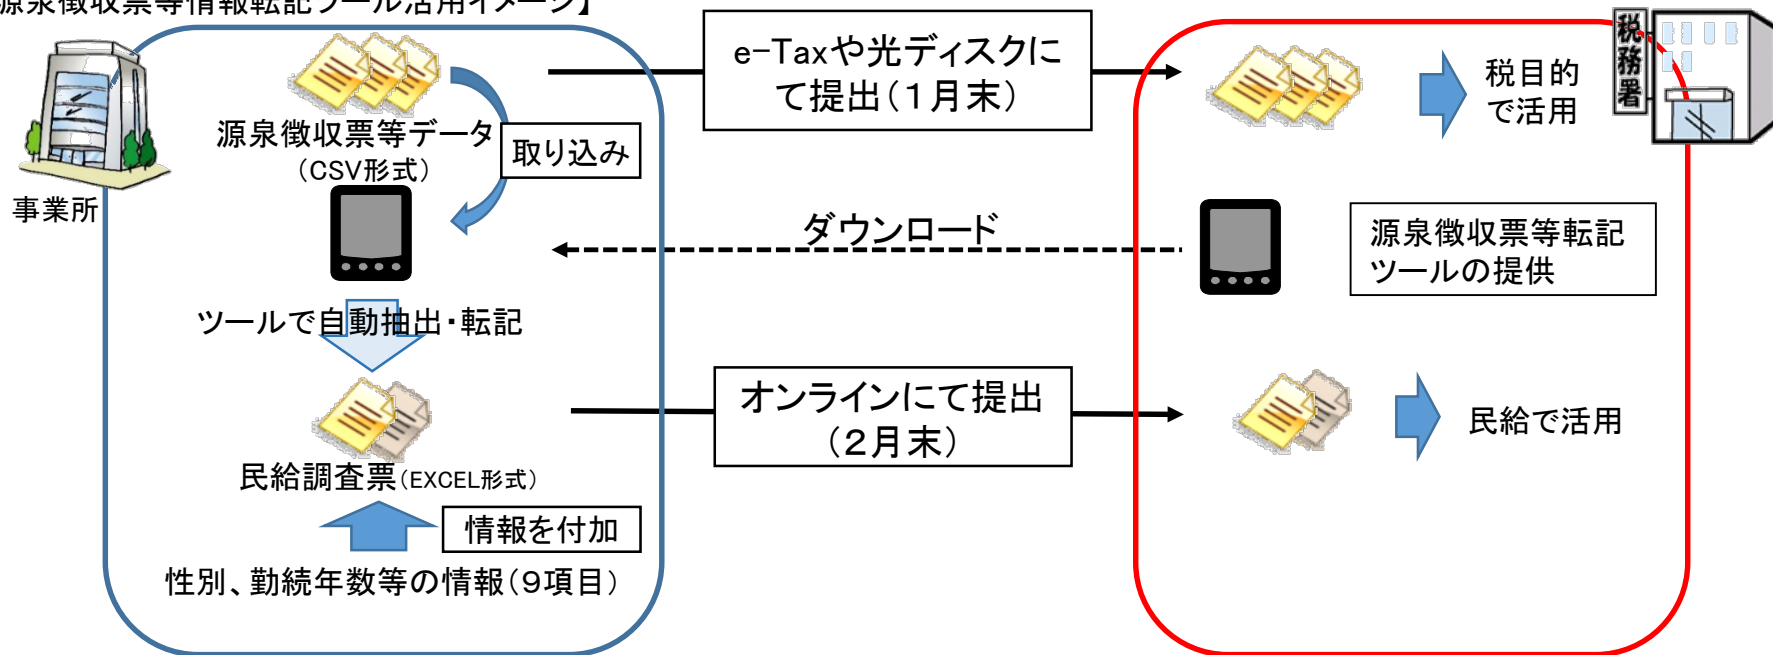 源泉徴収票等情報転記ツール活用イメージ】
事業所
源泉徴収票等データ
（CSV形式）
取り込み
ツールで自動抽出・転記
民給調査票（EXCEL形式）
情報を付加
性別、勤続年数等の情報（９項目）
e-Taxや光ディスクに
て提出（１月末）
ダウンロード
オンラインにて提出
（２月末）
税目的
で活用
税務署
源泉徴収票等転記
ツールの提供
民給で活用